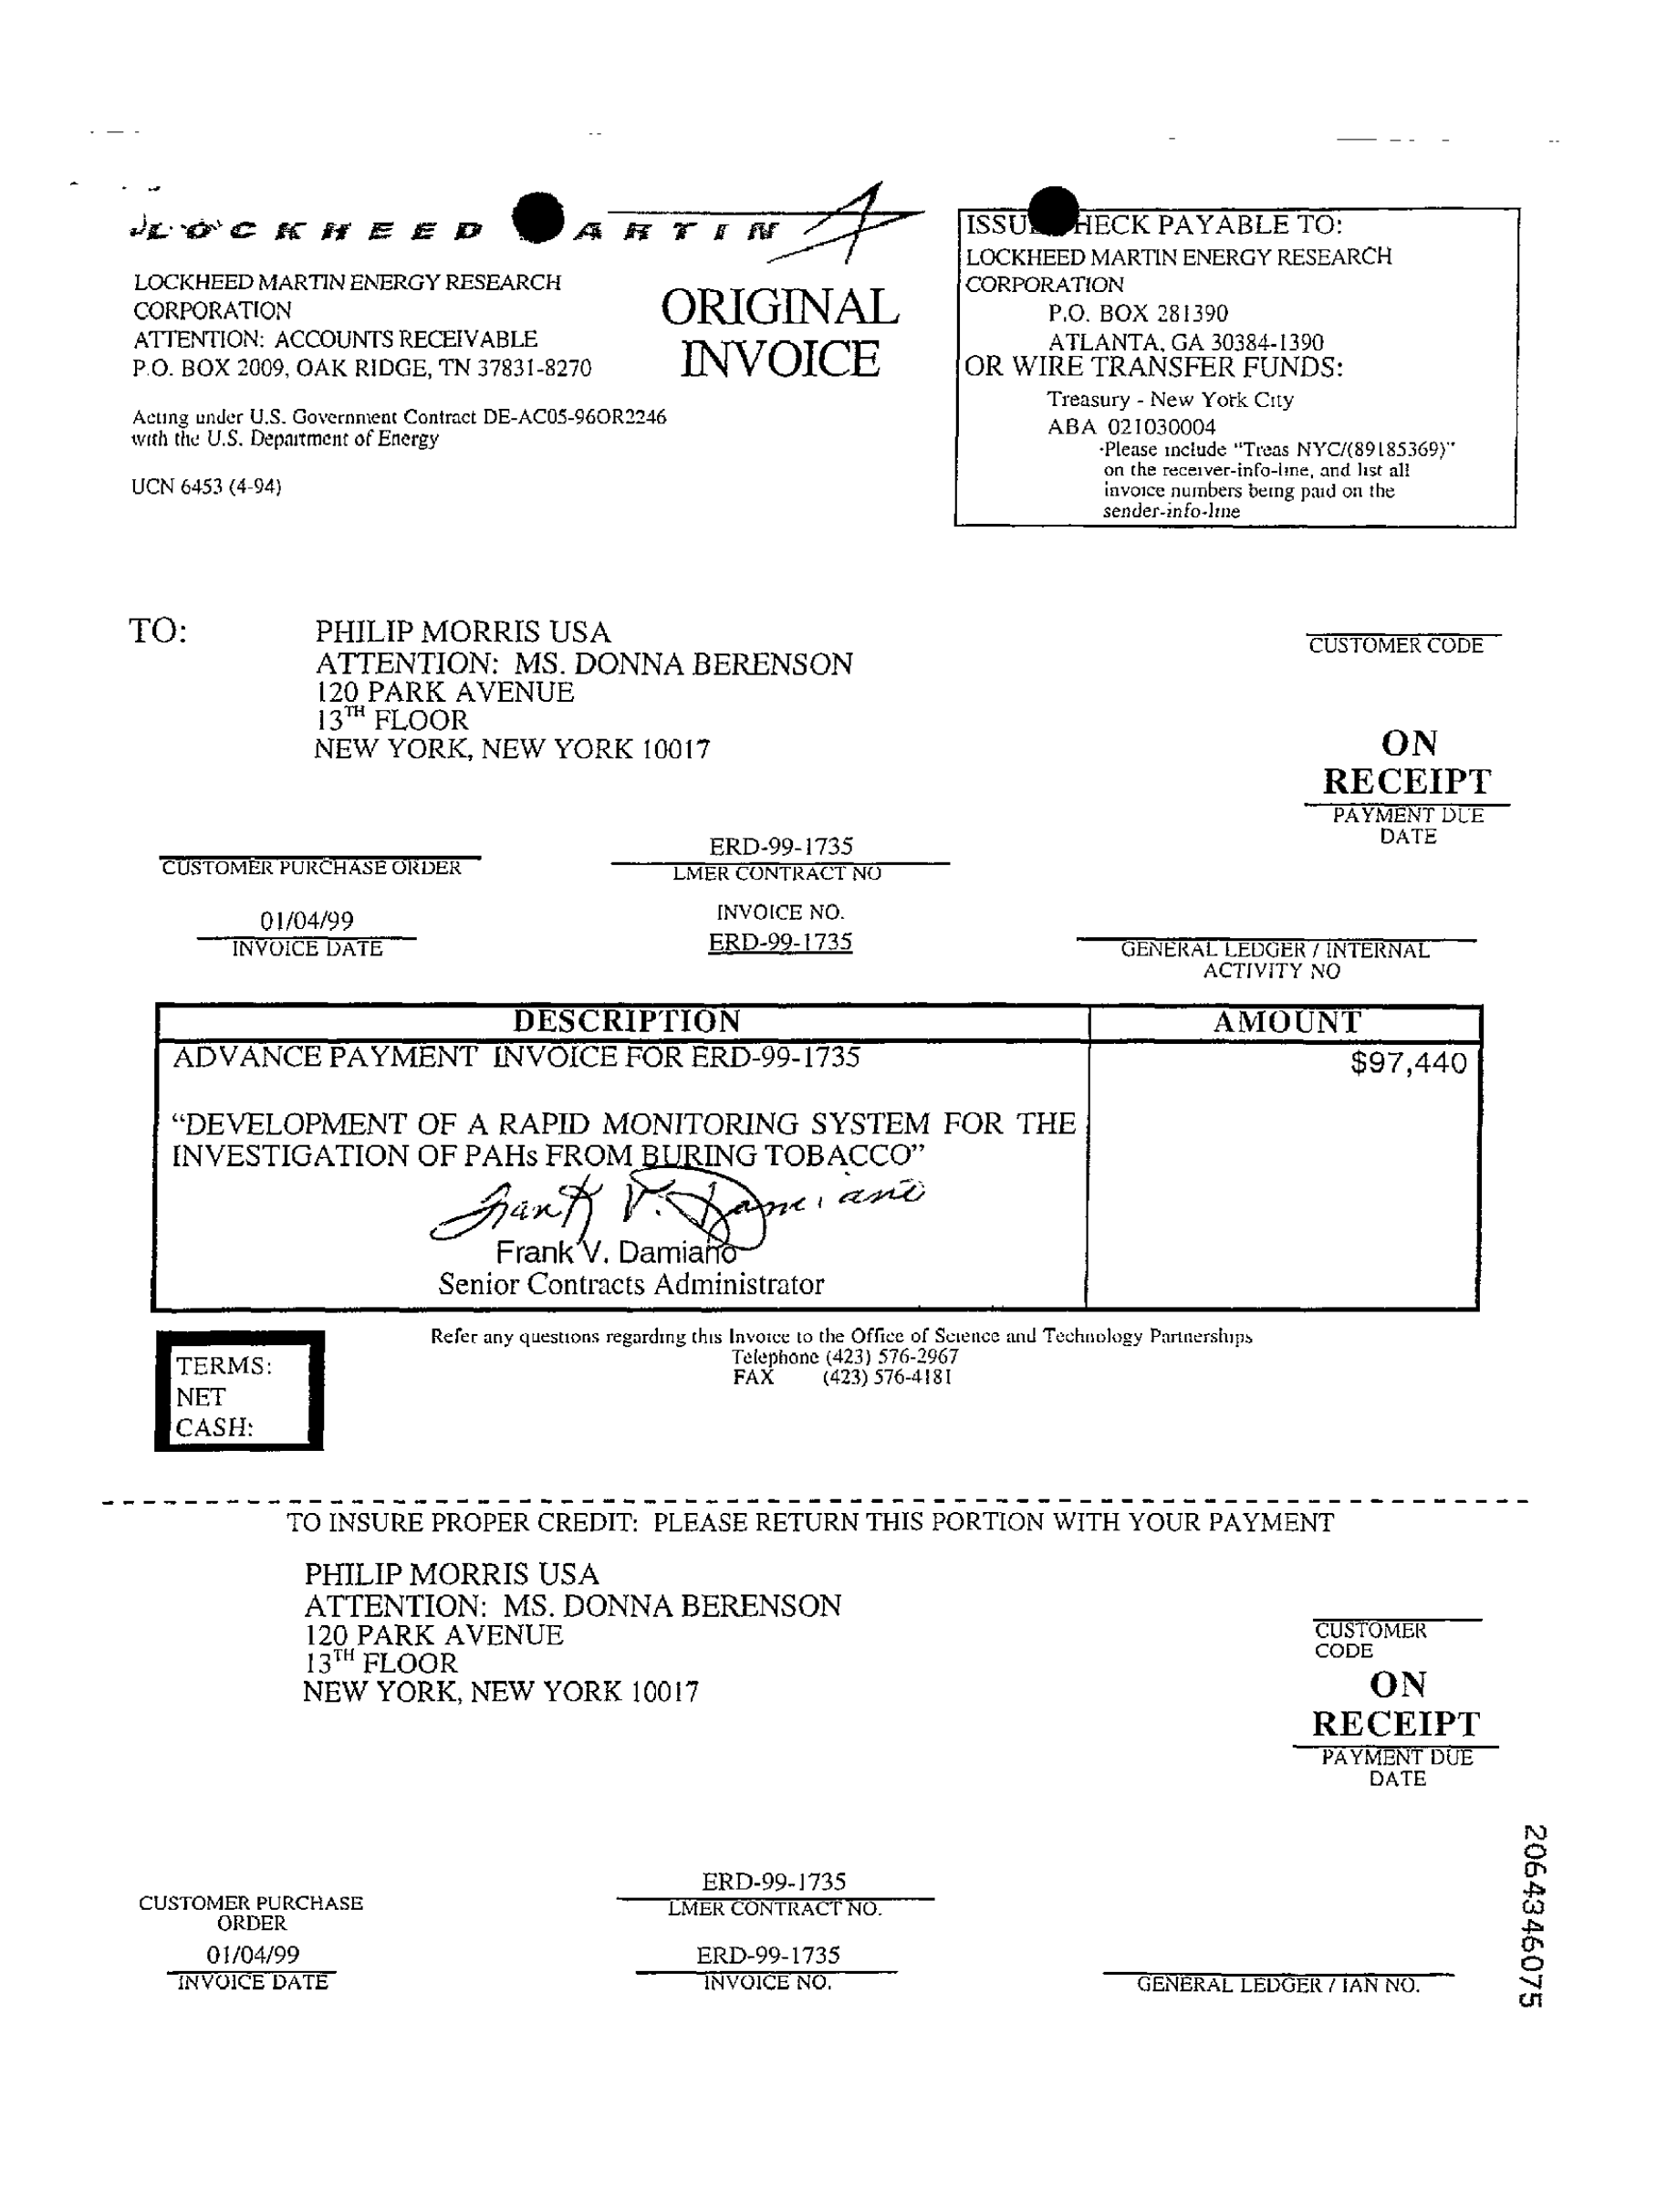 LOCKHEED ARTIN
LOCKHEED MARTIN ENERGY RESEARCH
CORPORATION
ATTENTION: ACCOUNTS RECEIVABLE
P.O. BOX 2009, OAK RIDGE, TN 37831-8270
Acting under U.S. Government Contract DE-AC05-96OR2246
with the U.S. Department of Energy
UCN 6453 (4-94)
ORIGINAL
INVOICE
ISSU HECK PAYABLE TO:
LOCKHEED MARTIN ENERGY RESEARCH
CORPORATION
P.O. BOX 281390
ATLANTA, GA 30384-1390
OR WIRE TRANSFER FUNDS:
Treasury - New York City
ABA 021030004
·Please include "Treas NYC/(89185369)"
on the receiver-info-line, and list all
invoice numbers being paid on the
sender-info-line
TO:
PHILIP MORRIS USA
ATTENTION: MS. DONNA BERENSON
120 PARK AVENUE
13TH FLOOR
NEW YORK, NEW YORK 10017
CUSTOMER CODE
ON
RECEIPT
PAYMENT DUE
DATE
CUSTOMER PURCHASE ORDER
ERD-99-1735
LMER CONTRACT NO
01/04/99
INVOICE DATE
INVOICE NO.
ERD-99-1735
GENERAL LEDGER / INTERNAL
ACTIVITY NO
DESCRIPTION AMOUNT
ADVANCE PAYMENT INVOICE FOR ERD-99-1735 $97,440
"DEVELOPMENT OF A RAPID MONITORING SYSTEM FOR THE
INVESTIGATION OF PAHs FROM BURING TOBACCO"
Frank V. Damiano
Frank V. Damiano
Senior Contracts Administrator
Refer any questions regarding this Invoice to the Office of Science and Technology Partnerships
Telephone (423) 576-2967
FAX (423) 576-4181
TERMS:
NET
CASH:
TO INSURE PROPER CREDIT: PLEASE RETURN THIS PORTION WITH YOUR PAYMENT
PHILIP MORRIS USA
ATTENTION: MS. DONNA BERENSON
120 PARK AVENUE
13TH FLOOR
NEW YORK, NEW YORK 10017
CUSTOMER
CODE
ON
RECEIPT
PAYMENT DUE
DATE
CUSTOMER PURCHASE
ORDER
ERD-99-1735
LMER CONTRACT NO.
01/04/99
INVOICE DATE
ERD-99-1735
INVOICE NO.
GENERAL LEDGER / IAN NO.
2064346075